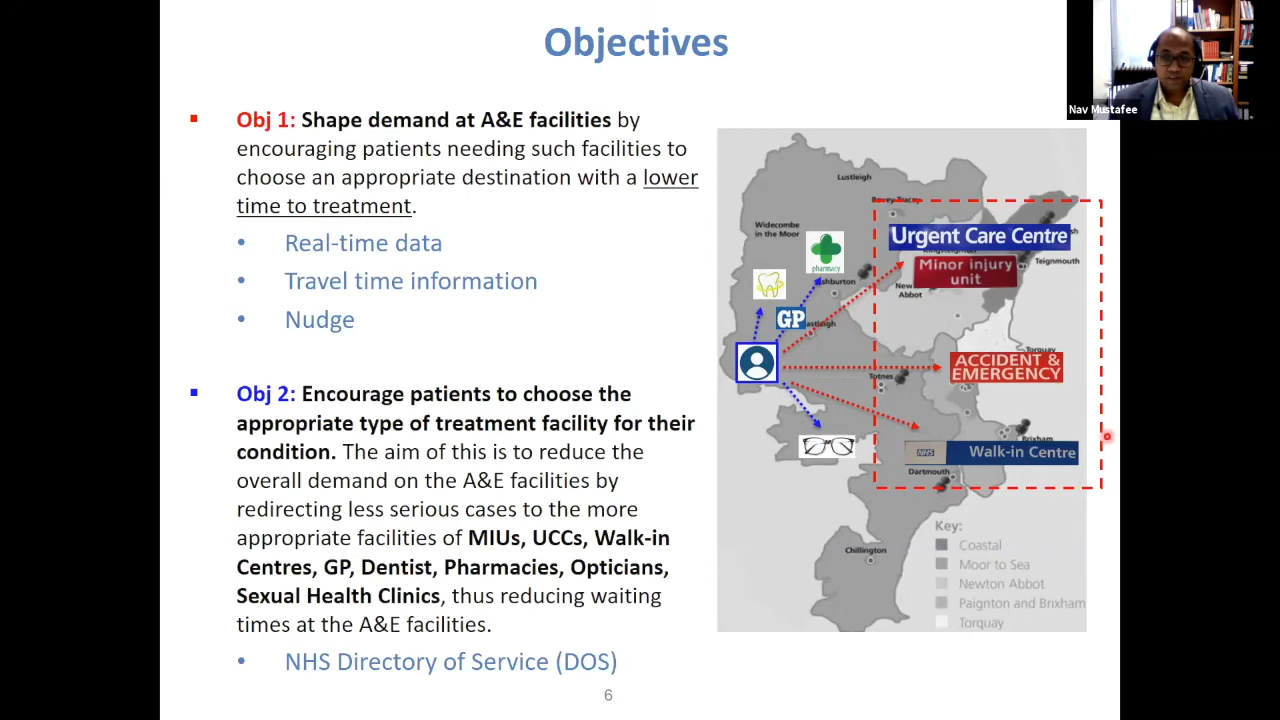 Objectives
Nav Mustafee
Obj 1: Shape demand at A&E facilities by
encouraging patients needing such facilities to
choose an appropriate destination with a lower
time to treatment.
Real-time data
Travel time information
Nudge
Obj 2: Encourage patients to choose the
appropriate type of treatment facility for their
condition. The aim of this is to reduce the
overall demand on the A&E facilities by
redirecting less serious cases to the more
appropriate facilities of MIUs, UCCs, Walk-in
Centres, GP, Dentist, Pharmacies, Opticians,
Sexual Health Clinics, thus reducing waiting
times at the A&E facilities.
NHS Directory of Service (DOS)
6
Lustleigh
Widecombe
in the Moor
pharmacy
Urgent Care Centre
Minor injury
unit
Teignmouth
Abbot
GP
Torquay
ACCIDENT &
EMERGENCY
Totnes
Brixham
NHS
Walk-in Centre
Dartmouth
Chillington
Key:
Coastal
Moor to Sea
Newton Abbot
Paignton and Brixham
Torquay